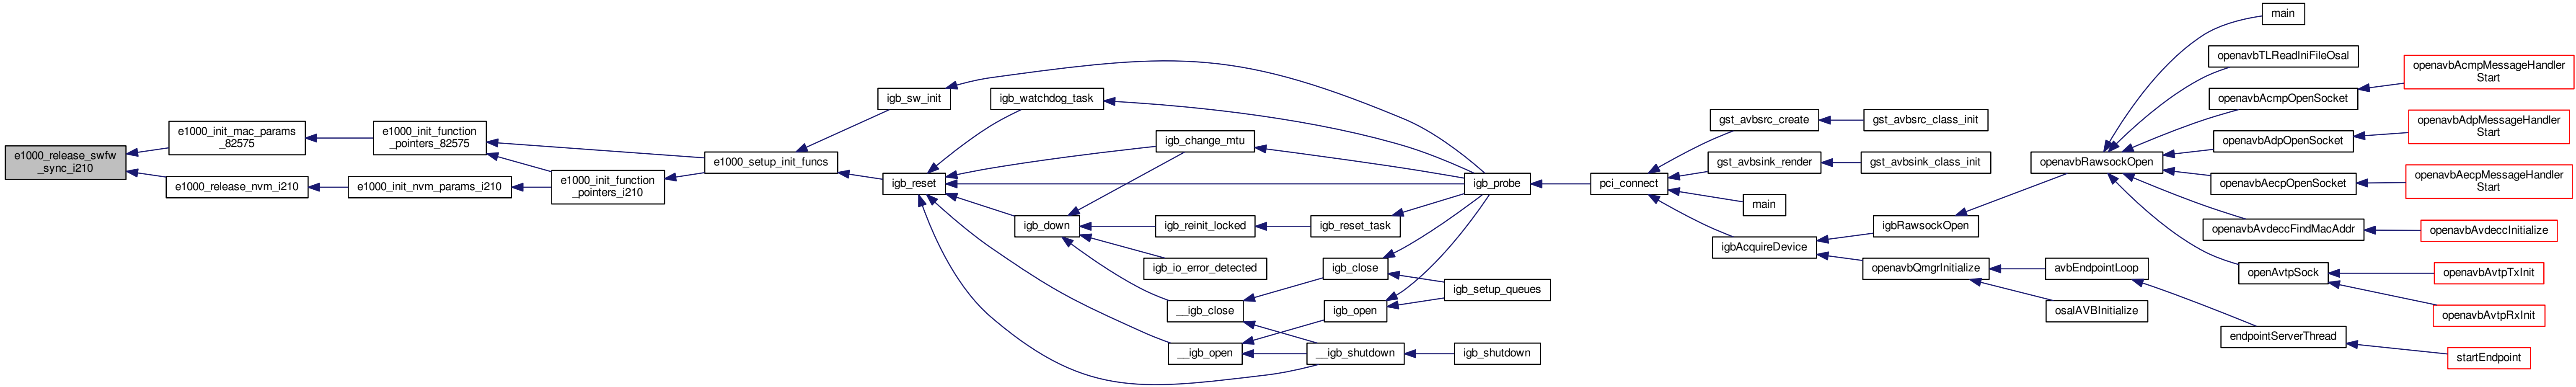 e1000_release_swfw
_sync_i210
e1000_init_mac_params
_82575
e1000_release_nvm_i210
e1000_init_function
_pointers_82575
e1000_init_nvm_params_i210
e1000_init_function
_pointers_i210
e1000_setup_init_funcs
igb_sw_init
igb_reset
igb_watchdog_task
igb_down
igb_change_mtu
igb_reinit_locked
igb_io_error_detected
__igb_close
__igb_open
igb_reset_task
igb_close
igb_open
__igb_shutdown
igb_probe
igb_setup_queues
igb_shutdown
pci_connect
gst_avbsrc_create
gst_avbsink_render
main
igbAcquireDevice
gst_avbsrc_class_init
gst_avbsink_class_init
igbRawsockOpen
openavbQmgrInitialize
openavbRawsockOpen
avbEndpointLoop
osalAVBInitialize
main
openavbTLReadIniFileOsal
openavbAcmpOpenSocket
openavbAdpOpenSocket
openavbAecpOpenSocket
openavbAvdeccFindMacAddr
openAvtpSock
endpointServerThread
openavbAcmpMessageHandler
Start
openavbAdpMessageHandler
Start
openavbAecpMessageHandler
Start
openavbAvdeccInitialize
openavbAvtpTxInit
openavbAvtpRxInit
startEndpoint